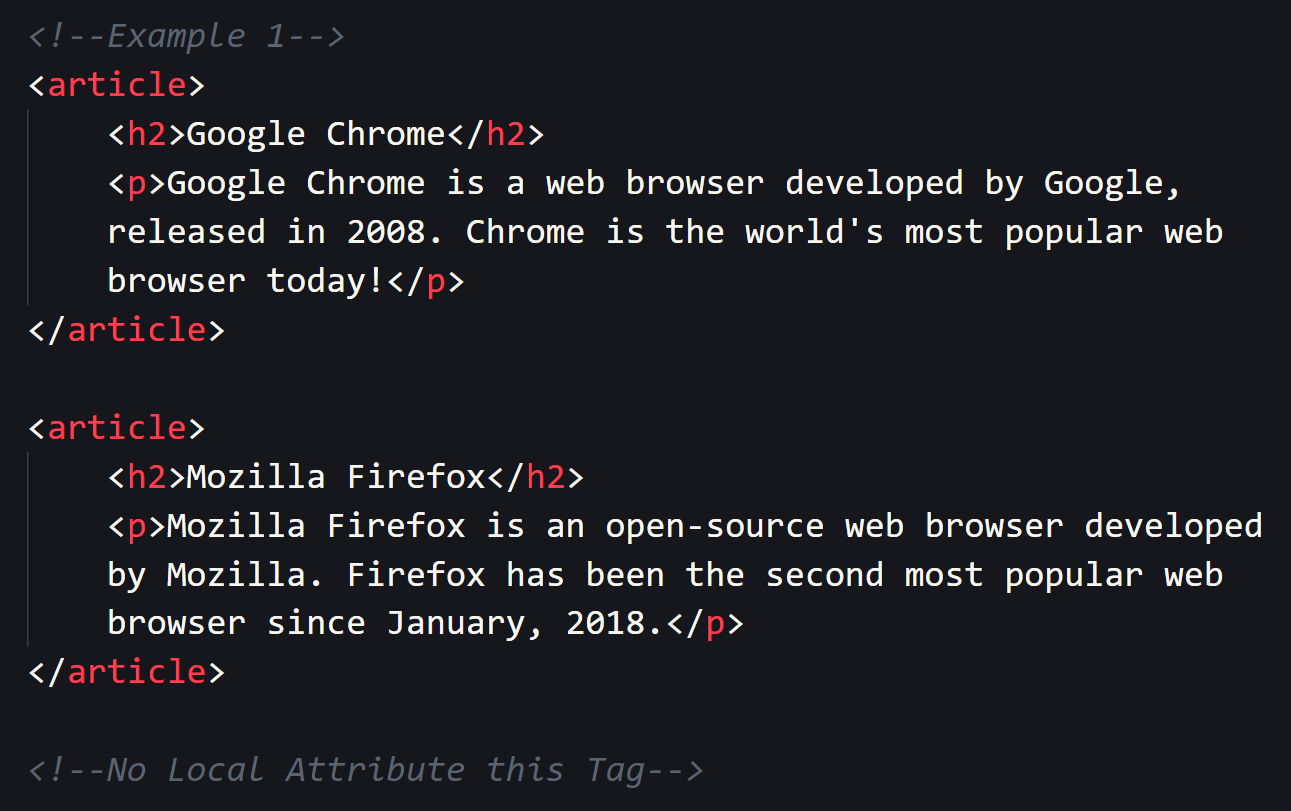 <!--Example 1-->
<article>
<h2>Google Chrome</h2>
<p>Google Chrome is a web browser developed by Google,
released in 2008. Chrome is the world's most popular web
browser today!</p>
</article>
<article>
<h2>Mozilla Firefox</h2>
<p>Mozilla Firefox is an open-source web browser developed
by Mozilla. Firefox has been the second most popular web
browser since January, 2018.</p>
</article>
<!--No Local Attribute this Tag-->